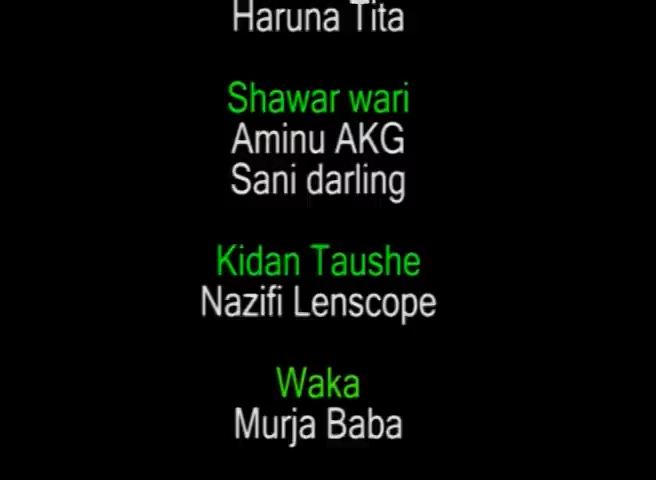 Haruna Tita
Shawar wari
Aminu AKG
Sani darling
Kidan Taushe
Nazifi Lenscope
Waka
Murja Baba